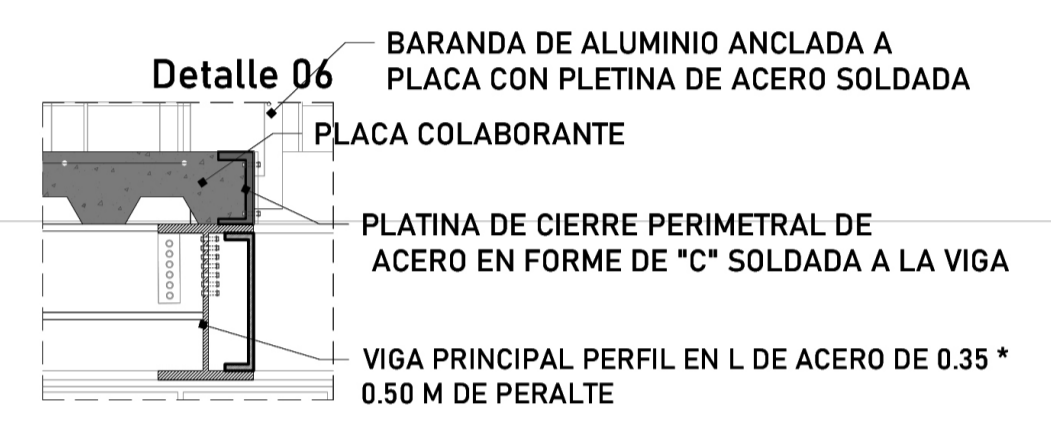 Detalle 06
BARANDA DE ALUMINIO ANCLADA A
PLACA CON PLETINA DE ACERO SOLDADA
PLACA COLABORANTE
PLATINA DE CIERRE PERIMETRAL DE
ACERO EN FORME DE "C" SOLDADA A LA VIGA
VIGA PRINCIPAL PERFIL EN L DE ACERO DE 0.35 *
0.50 M DE PERALTE